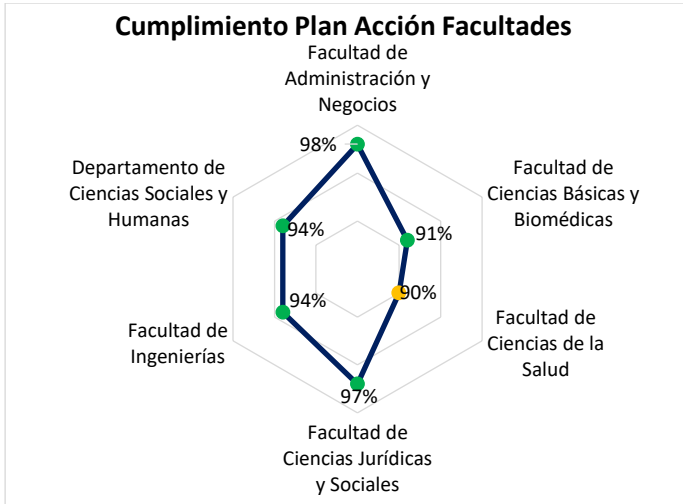 Cumplimiento Plan Acción Facultades
Facultad de
Administración y
Negocios
98%
Facultad de
Ciencias Básicas y
Biomédicas
91%
Facultad de
Ciencias de la
Salud
90%
Facultad de
Ciencias Jurídicas
y Sociales
97%
Facultad de
Ingenierías
94%
Departamento de
Ciencias Sociales y
Humanas
94%